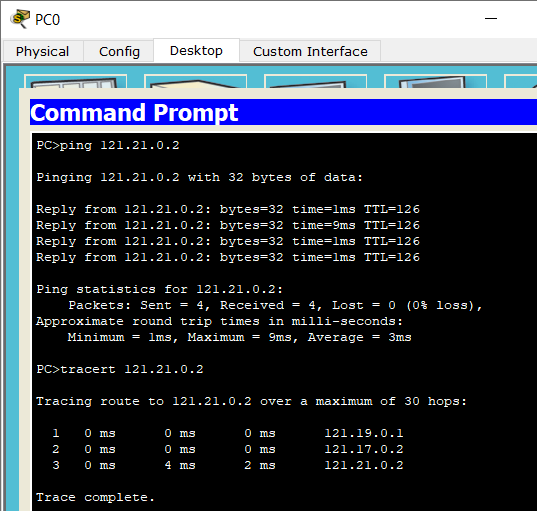 PC0
Physical Config Desktop Custom Interface
Command Prompt
PC>ping 121.21.0.2
Pinging 121.21.0.2 with 32 bytes of data:
Reply from 121.21.0.2: bytes=32 time=1ms TTL=126
Reply from 121.21.0.2: bytes=32 time=9ms TTL=126
Reply from 121.21.0.2: bytes=32 time=1ms TTL=126
Reply from 121.21.0.2: bytes=32 time=1ms TTL=126
Ping statistics for 121.21.0.2:
Packets: Sent = 4, Received = 4, Lost = 0 (0% loss),
Approximate round trip times in milli-seconds:
Minimum = 1ms, Maximum = 9ms, Average = 3ms
PC>tracert 121.21.0.2
Tracing route to 121.21.0.2 over a maximum of 30 hops:
1 0 ms 0 ms 0 ms 121.19.0.1
2 0 ms 0 ms 0 ms 121.17.0.2
3 0 ms 4 ms 2 ms 121.21.0.2
Trace complete.